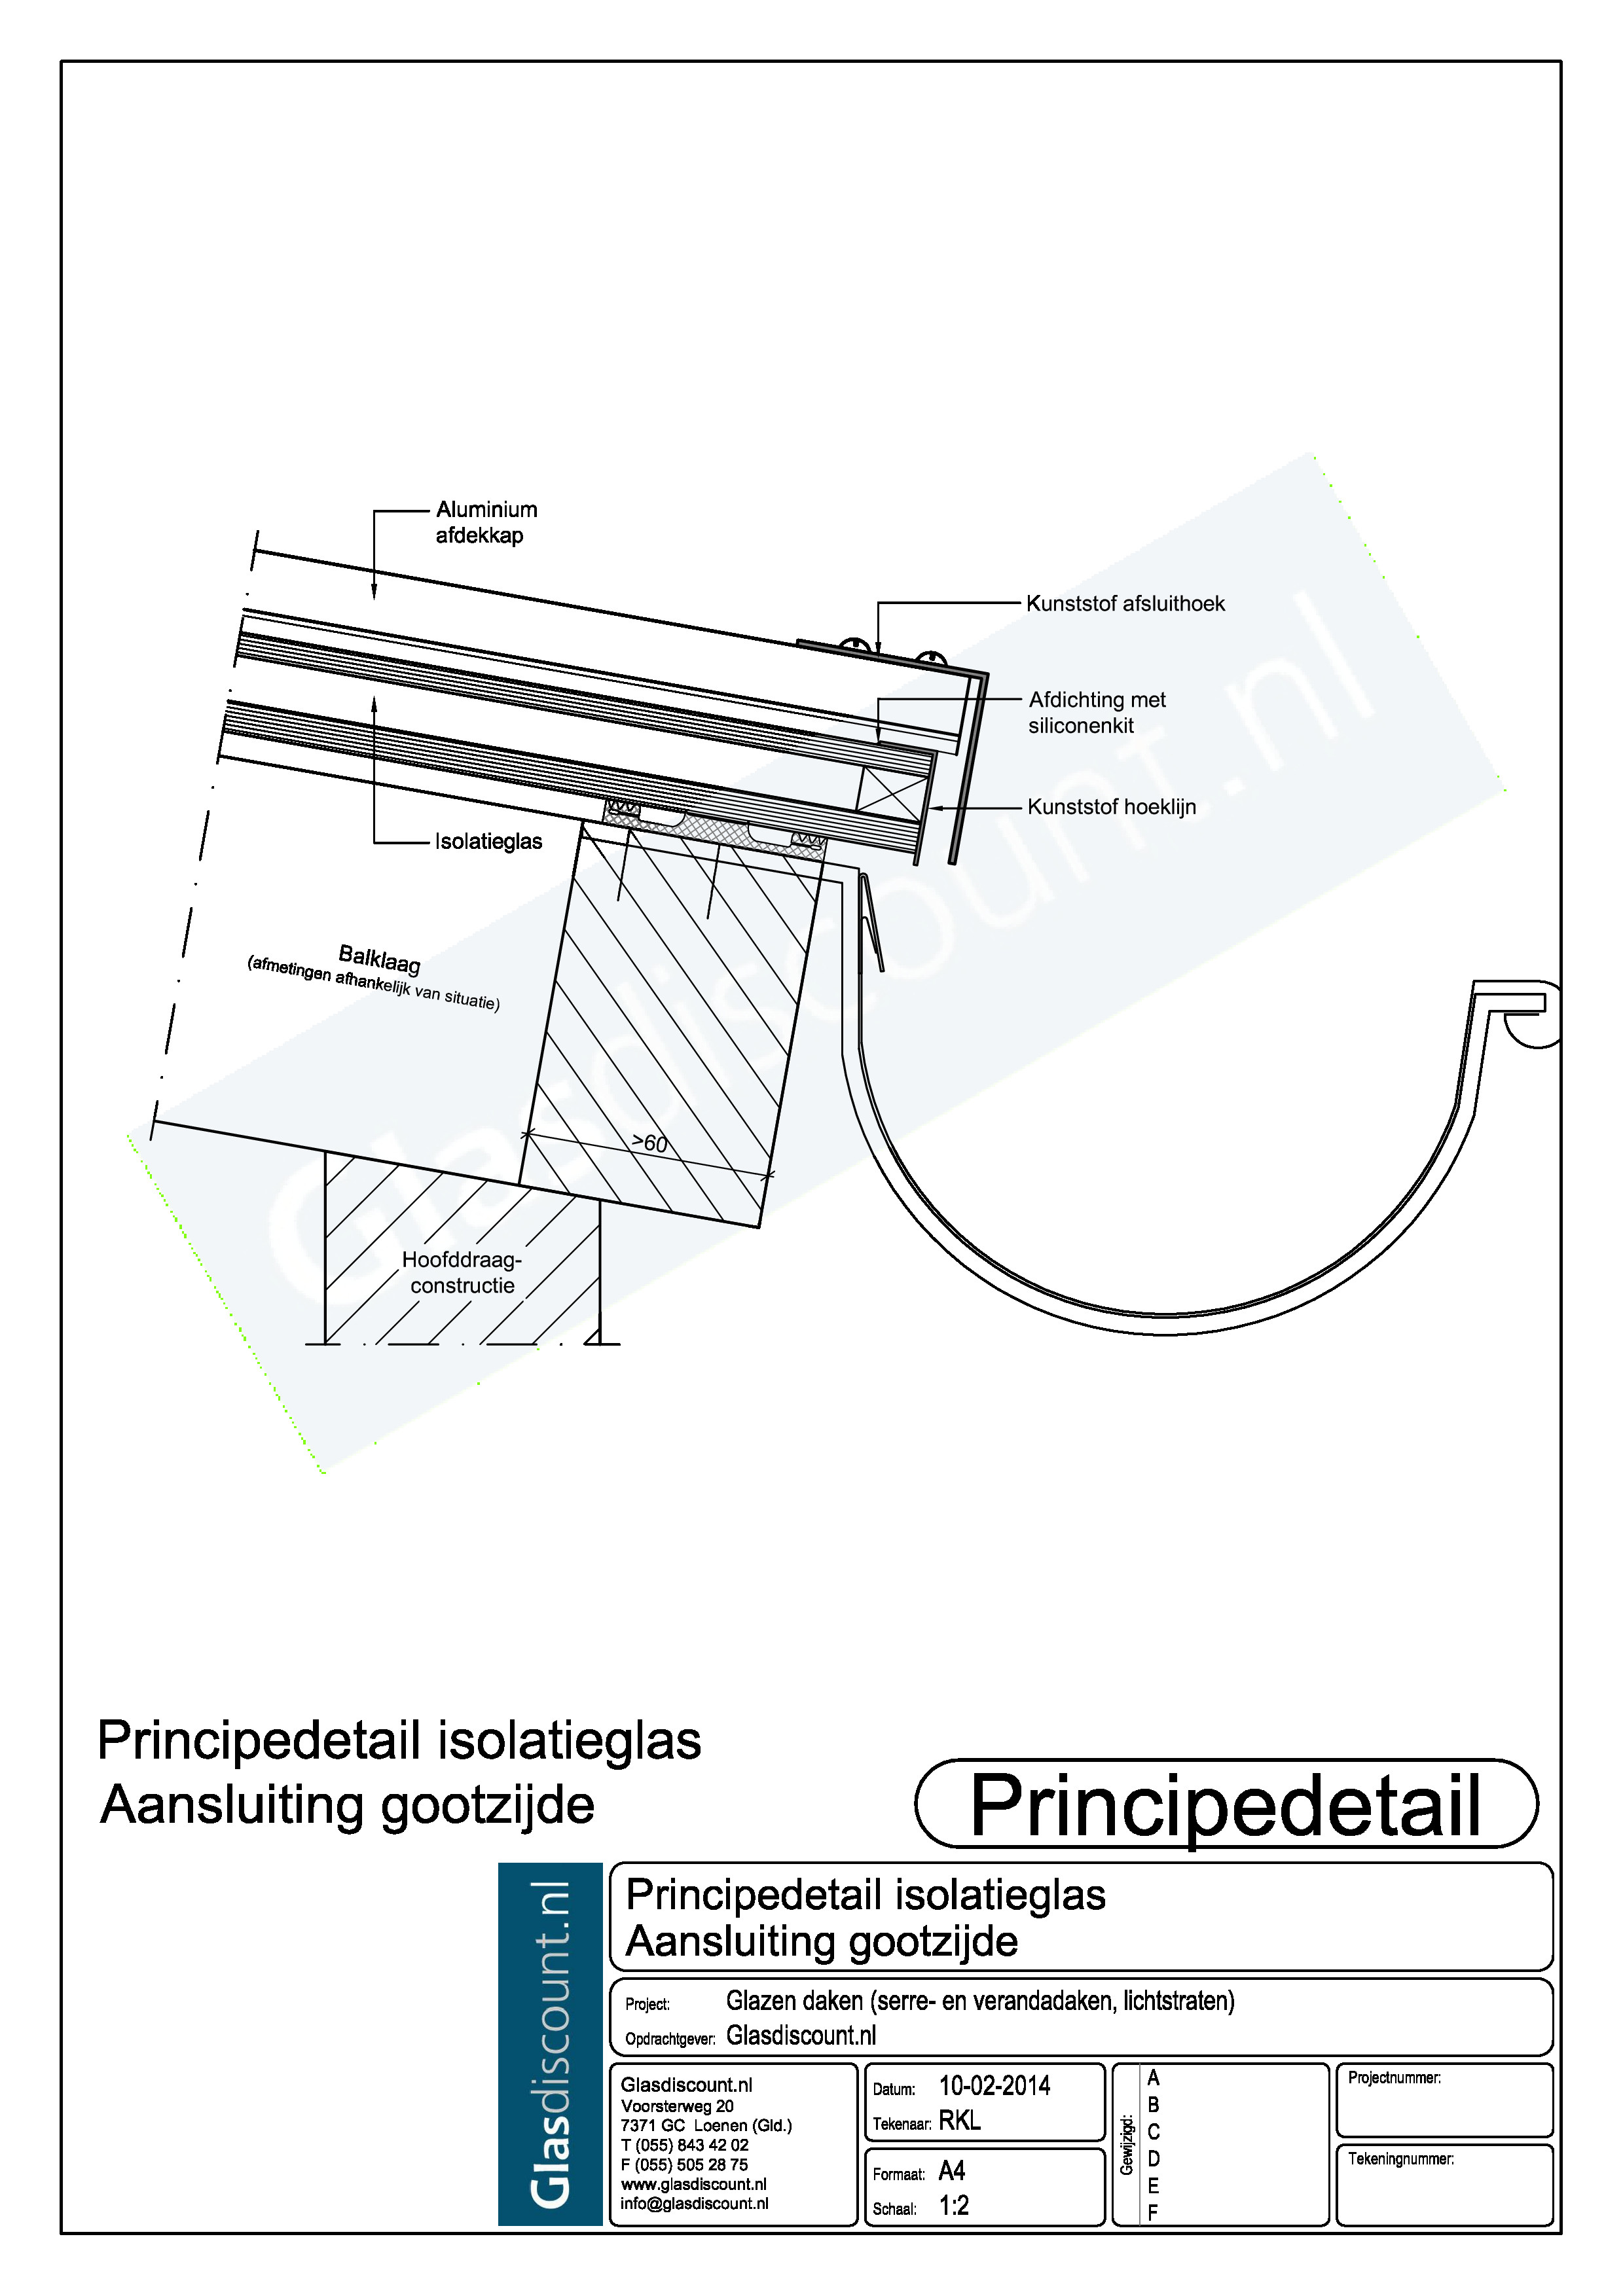 Aluminium
afdekkap
Kunststof afsluithoek
Afdichting met
siliconenkit
Kunststof hoeklijn
Isolatieglas
Balklaag
(afmetingen afhankelijk van situatie)
>60
Hoofddraag-
constructie
Glasdiscount.nl
Principedetail isolatieglas
Aansluiting gootzijde
Principedetail
Glasdiscount.nl
Principedetail isolatieglas
Aansluiting gootzijde
Project: Glazen daken (serre- en verandadaken, lichtstraten)
Opdrachtgever: Glasdiscount.nl
Glasdiscount.nl
Voorsterweg 20
7371 GC Loenen (Gld.)
T (055) 843 42 02
F (055) 505 28 75
www.glasdiscount.nl
info@glasdiscount.nl
Datum: 10-02-2014
Tekenaar: RKL
Formaat: A4
Schaal: 1:2
Gewijzigd:
A
B
C
D
E
F
Projectnummer:
Tekeningnummer: